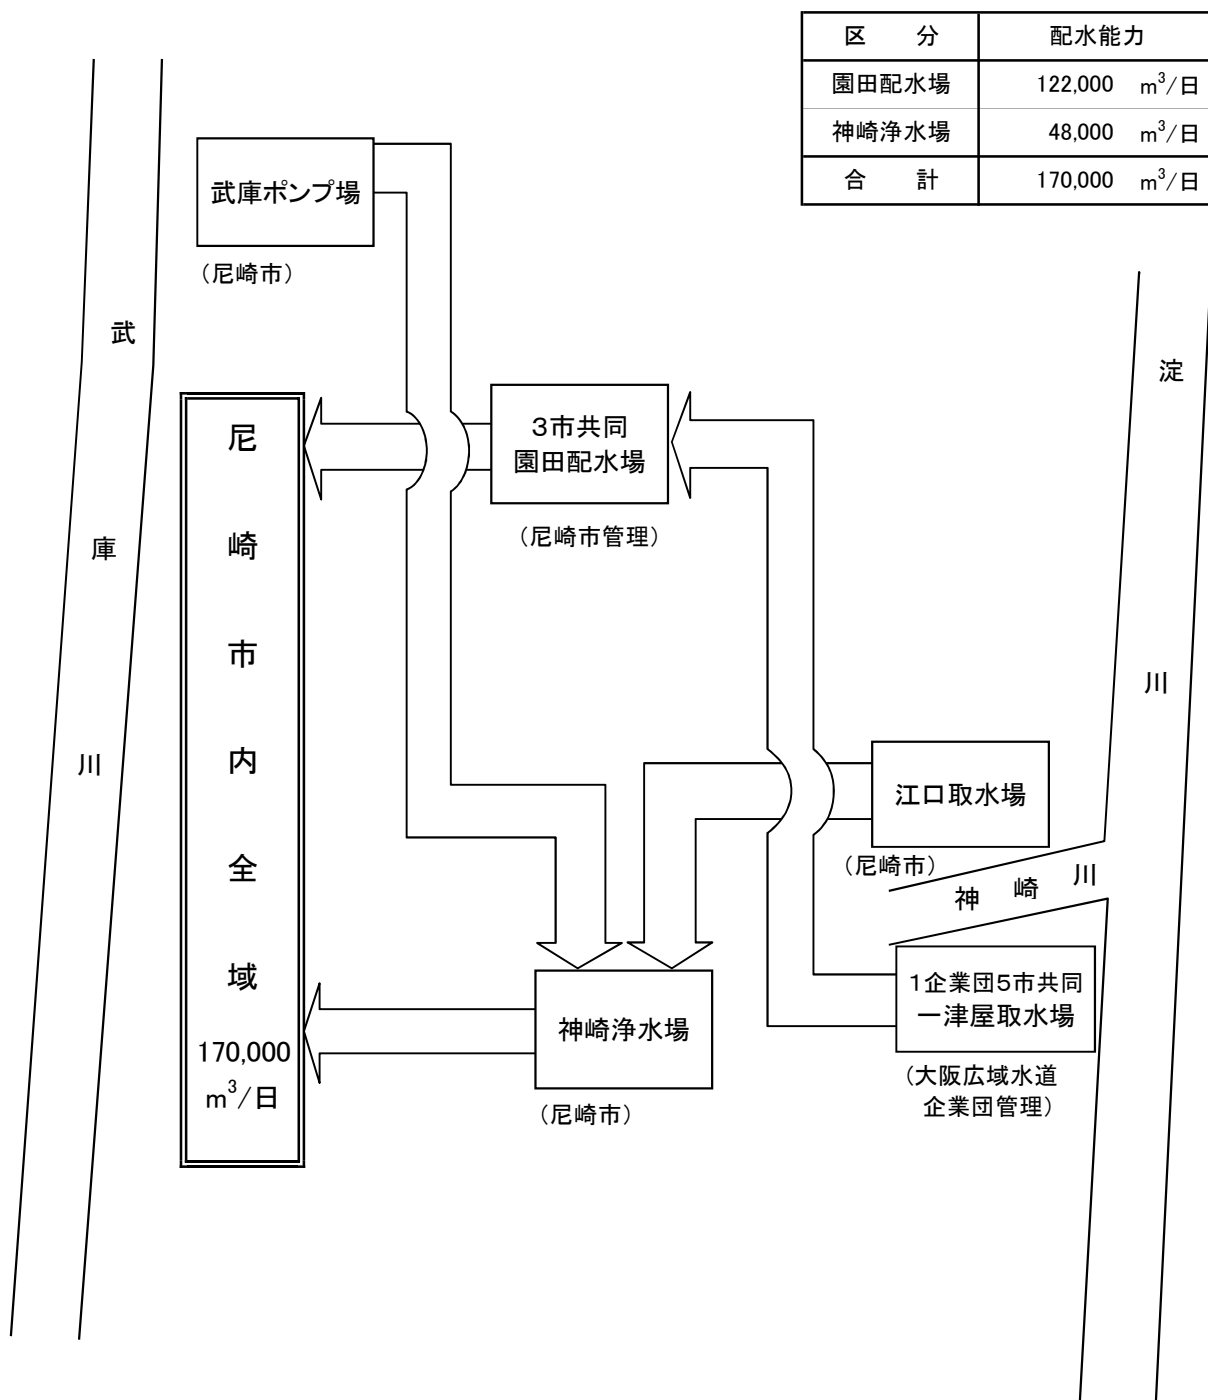 区　分　配水能力
園田配水場　122,000　m³/日
神崎浄水場　48,000　m³/日
合　計　170,000　m³/日
武庫ポンプ場
（尼崎市）
武庫川
淀川
尼崎市内全域
170,000
m³/日
3市共同
園田配水場
（尼崎市管理）
江口取水場
（尼崎市）
神崎川
1企業団5市共同
一津屋取水場
（大阪広域水道
企業団管理）
神崎浄水場
（尼崎市）